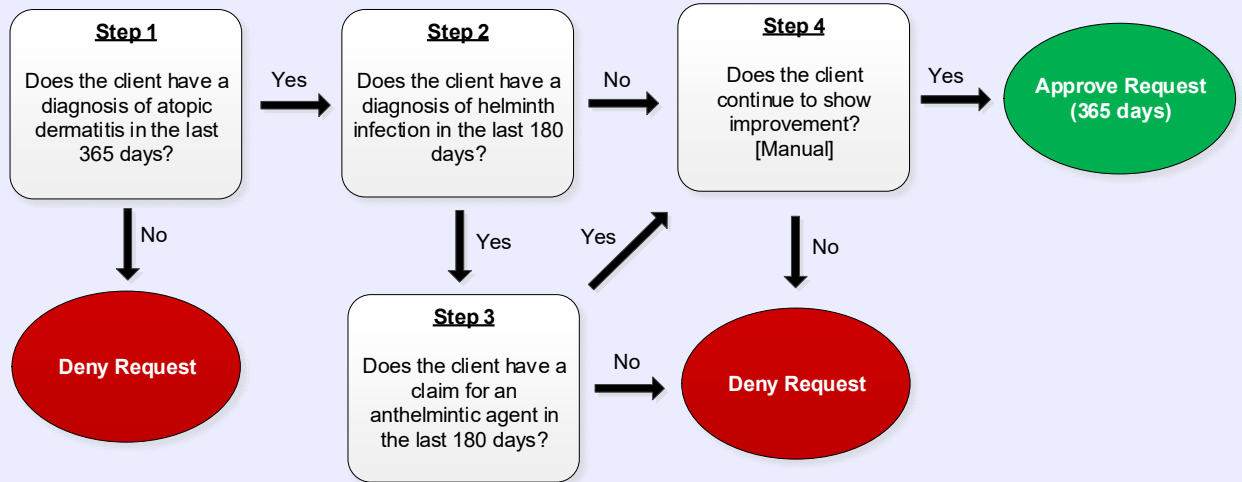 Step 1
Does the client have a
diagnosis of atopic
dermatitis in the last
365 days?
Yes
Step 2
Does the client have a
diagnosis of helminth
infection in the last 180
days?
No
Step 4
Does the client
continue to show
improvement?
[Manual]
Yes
Approve Request
(365 days)
No
Yes
Yes
No
Deny Request
Step 3
Does the client have a
claim for an
anthelmintic agent in
the last 180 days?
No
Deny Request